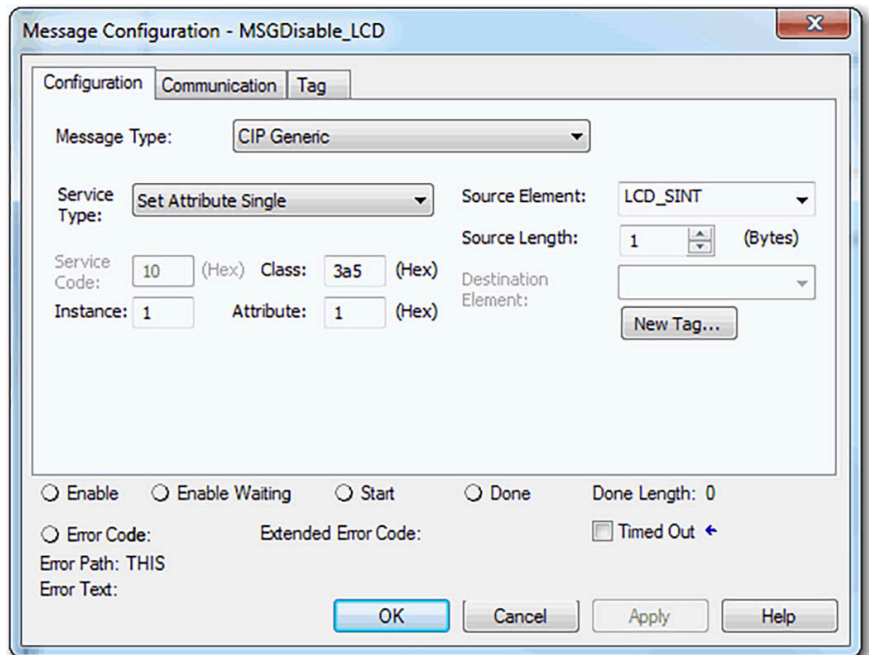 Message Configuration - MSGDisable_LCD
X
Configuration Communication Tag
Message Type: CIP Generic
Service Type: Set Attribute Single
Source Element: LCD_SINT
Source Length: 1 (Bytes)
Service Code: 10 (Hex) Class: 3a5 (Hex)
Destination Element:
Instance: 1 Attribute: 1 (Hex)
New Tag...
Enable Enable Waiting Start Done Done Length: 0
Error Code: Extended Error Code: Timed Out ←
Error Path: THIS
Error Text:
OK Cancel Apply Help